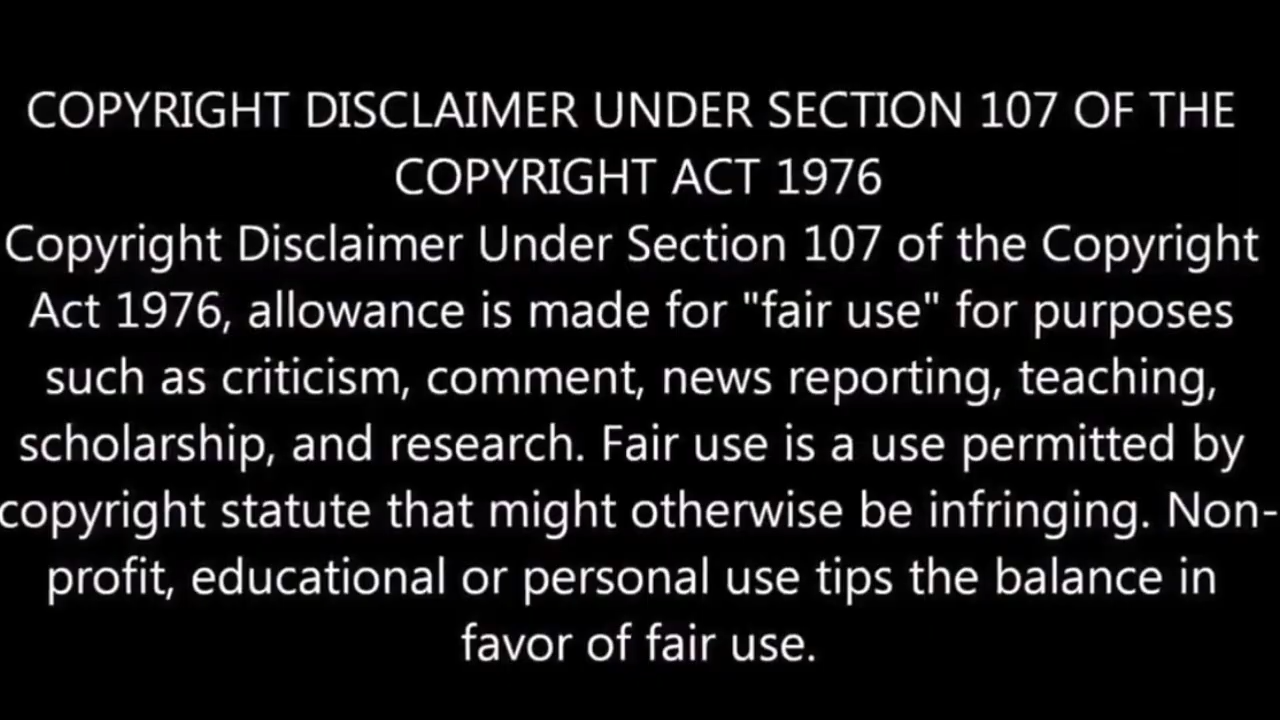 COPYRIGHT DISCLAIMER UNDER SECTION 107 OF THE
COPYRIGHT ACT 1976
Copyright Disclaimer Under Section 107 of the Copyright
Act 1976, allowance is made for "fair use" for purposes
such as criticism, comment, news reporting, teaching,
scholarship, and research. Fair use is a use permitted by
copyright statute that might otherwise be infringing. Non-
profit, educational or personal use tips the balance in
favor of fair use.